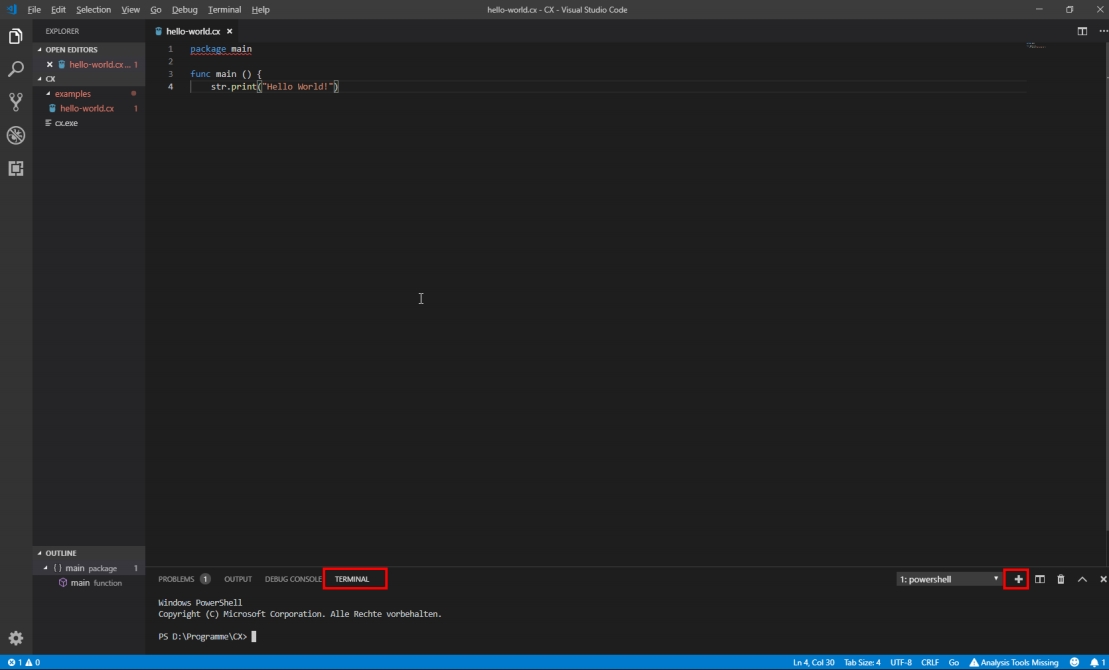 File Edit Selection View Go Debug Terminal Help
hello-world.cx - CX - Visual Studio Code
EXPLORER
OPEN EDITORS
hello-world.cx ... 1
CX
examples
hello-world.cx 1
cx.exe
OUTLINE
{ } main package 1
main function
hello-world.cx
1 package main
2
3 func main () {
4 str.print("Hello World!")
PROBLEMS 1 OUTPUT DEBUG CONSOLE TERMINAL
1: powershell
Windows PowerShell
Copyright (C) Microsoft Corporation. Alle Rechte vorbehalten.
PS D:\Programme\CX>
1 0
Ln 4, Col 30 Tab Size: 4 UTF-8 CRLF Go Analysis Tools Missing 1